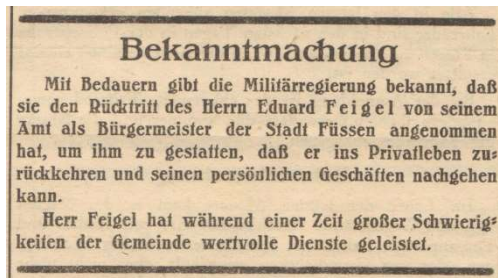 Bekanntmachung
Mit Bedauern gibt die Militärregierung bekannt, daß
sie den Rücktritt des Herrn Eduard Feigel von seinem
Amt als Bürgermeister der Stadt Füssen angenommen
hat, um ihm zu gestatten, daß er ins Privatleben zu-
rückkehren und seinen persönlichen Geschäften nachgehen
kann.
Herr Feigel hat während einer Zeit großer Schwierig-
keiten der Gemeinde wertvolle Dienste geleistet.